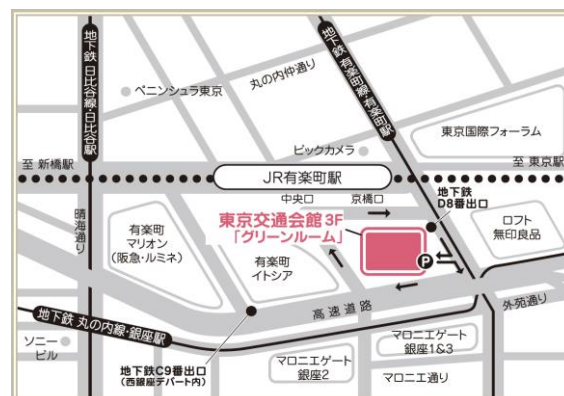 地下鉄 日比谷線・日比谷駅
ペニンシュラ東京
丸の内仲通り
地下鉄 有楽町線・有楽町駅
ビックカメラ
東京国際フォーラム
至 新橋駅
JR有楽町駅
至 東京駅
中央口
京橋口
地下鉄
D8番出口
晴海通り
有楽町
マリオン
(阪急・ルミネ)
東京交通会館 3F
「グリーンルーム」
有楽町
イトシア
P
ロフト
無印良品
高速道路
外苑通り
地下鉄 丸の内線・銀座駅
ソニー
ビル
地下鉄C9番出口
(西銀座デパート内)
マロニエゲート
銀座2
マロニエゲート
銀座1&3
マロニエ通り